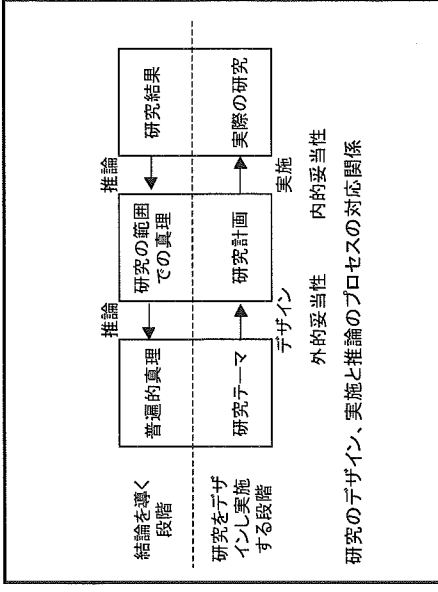 結論を導く
段階
普遍的真理
推論
研究の範囲
での真理
推論
研究結果
研究をデザ
インし実施
する段階
研究テーマ
デザイン
研究計画
実施
実際の研究
外的妥当性
内的妥当性
研究のデザイン、実施と推論のプロセスの対応関係